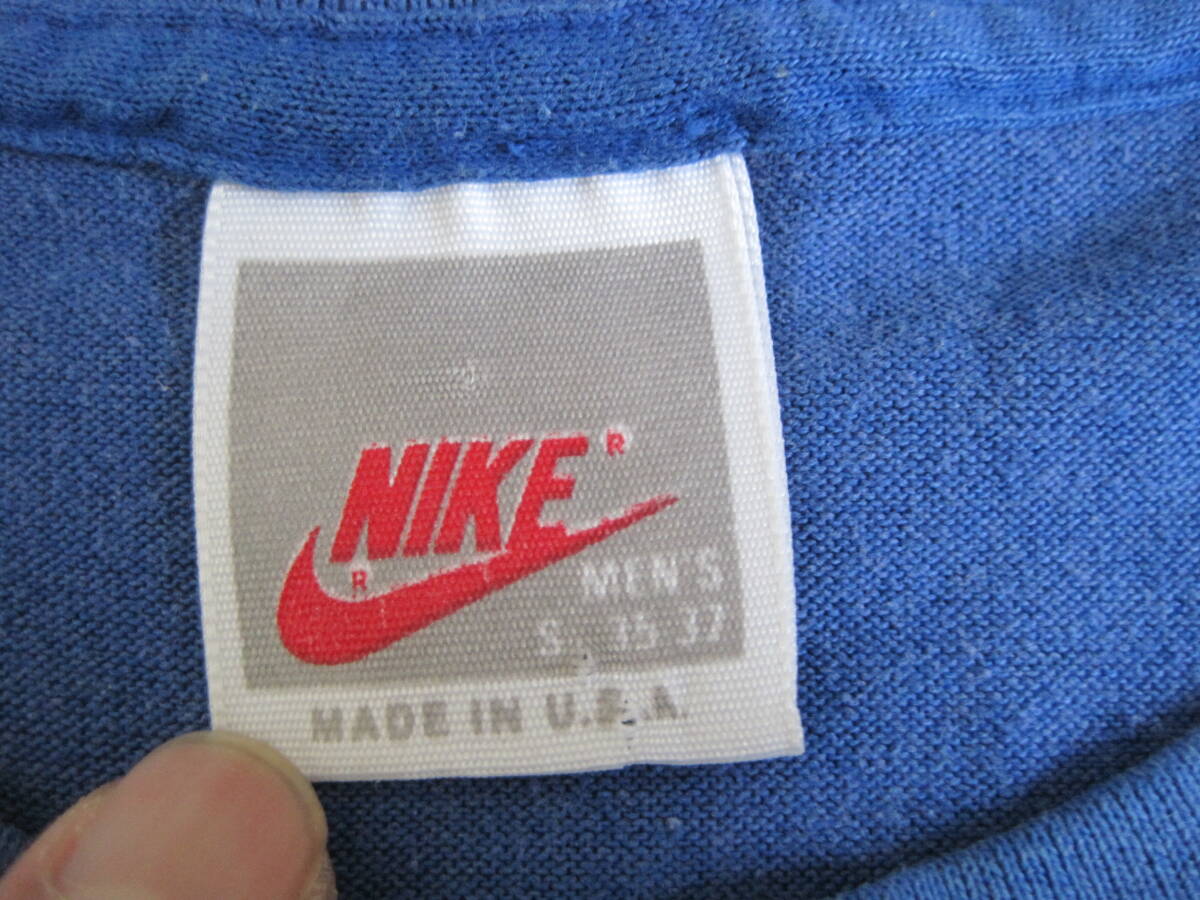 NIKE R
R
MEN'S
S 35-37
MADE IN U.S.A.